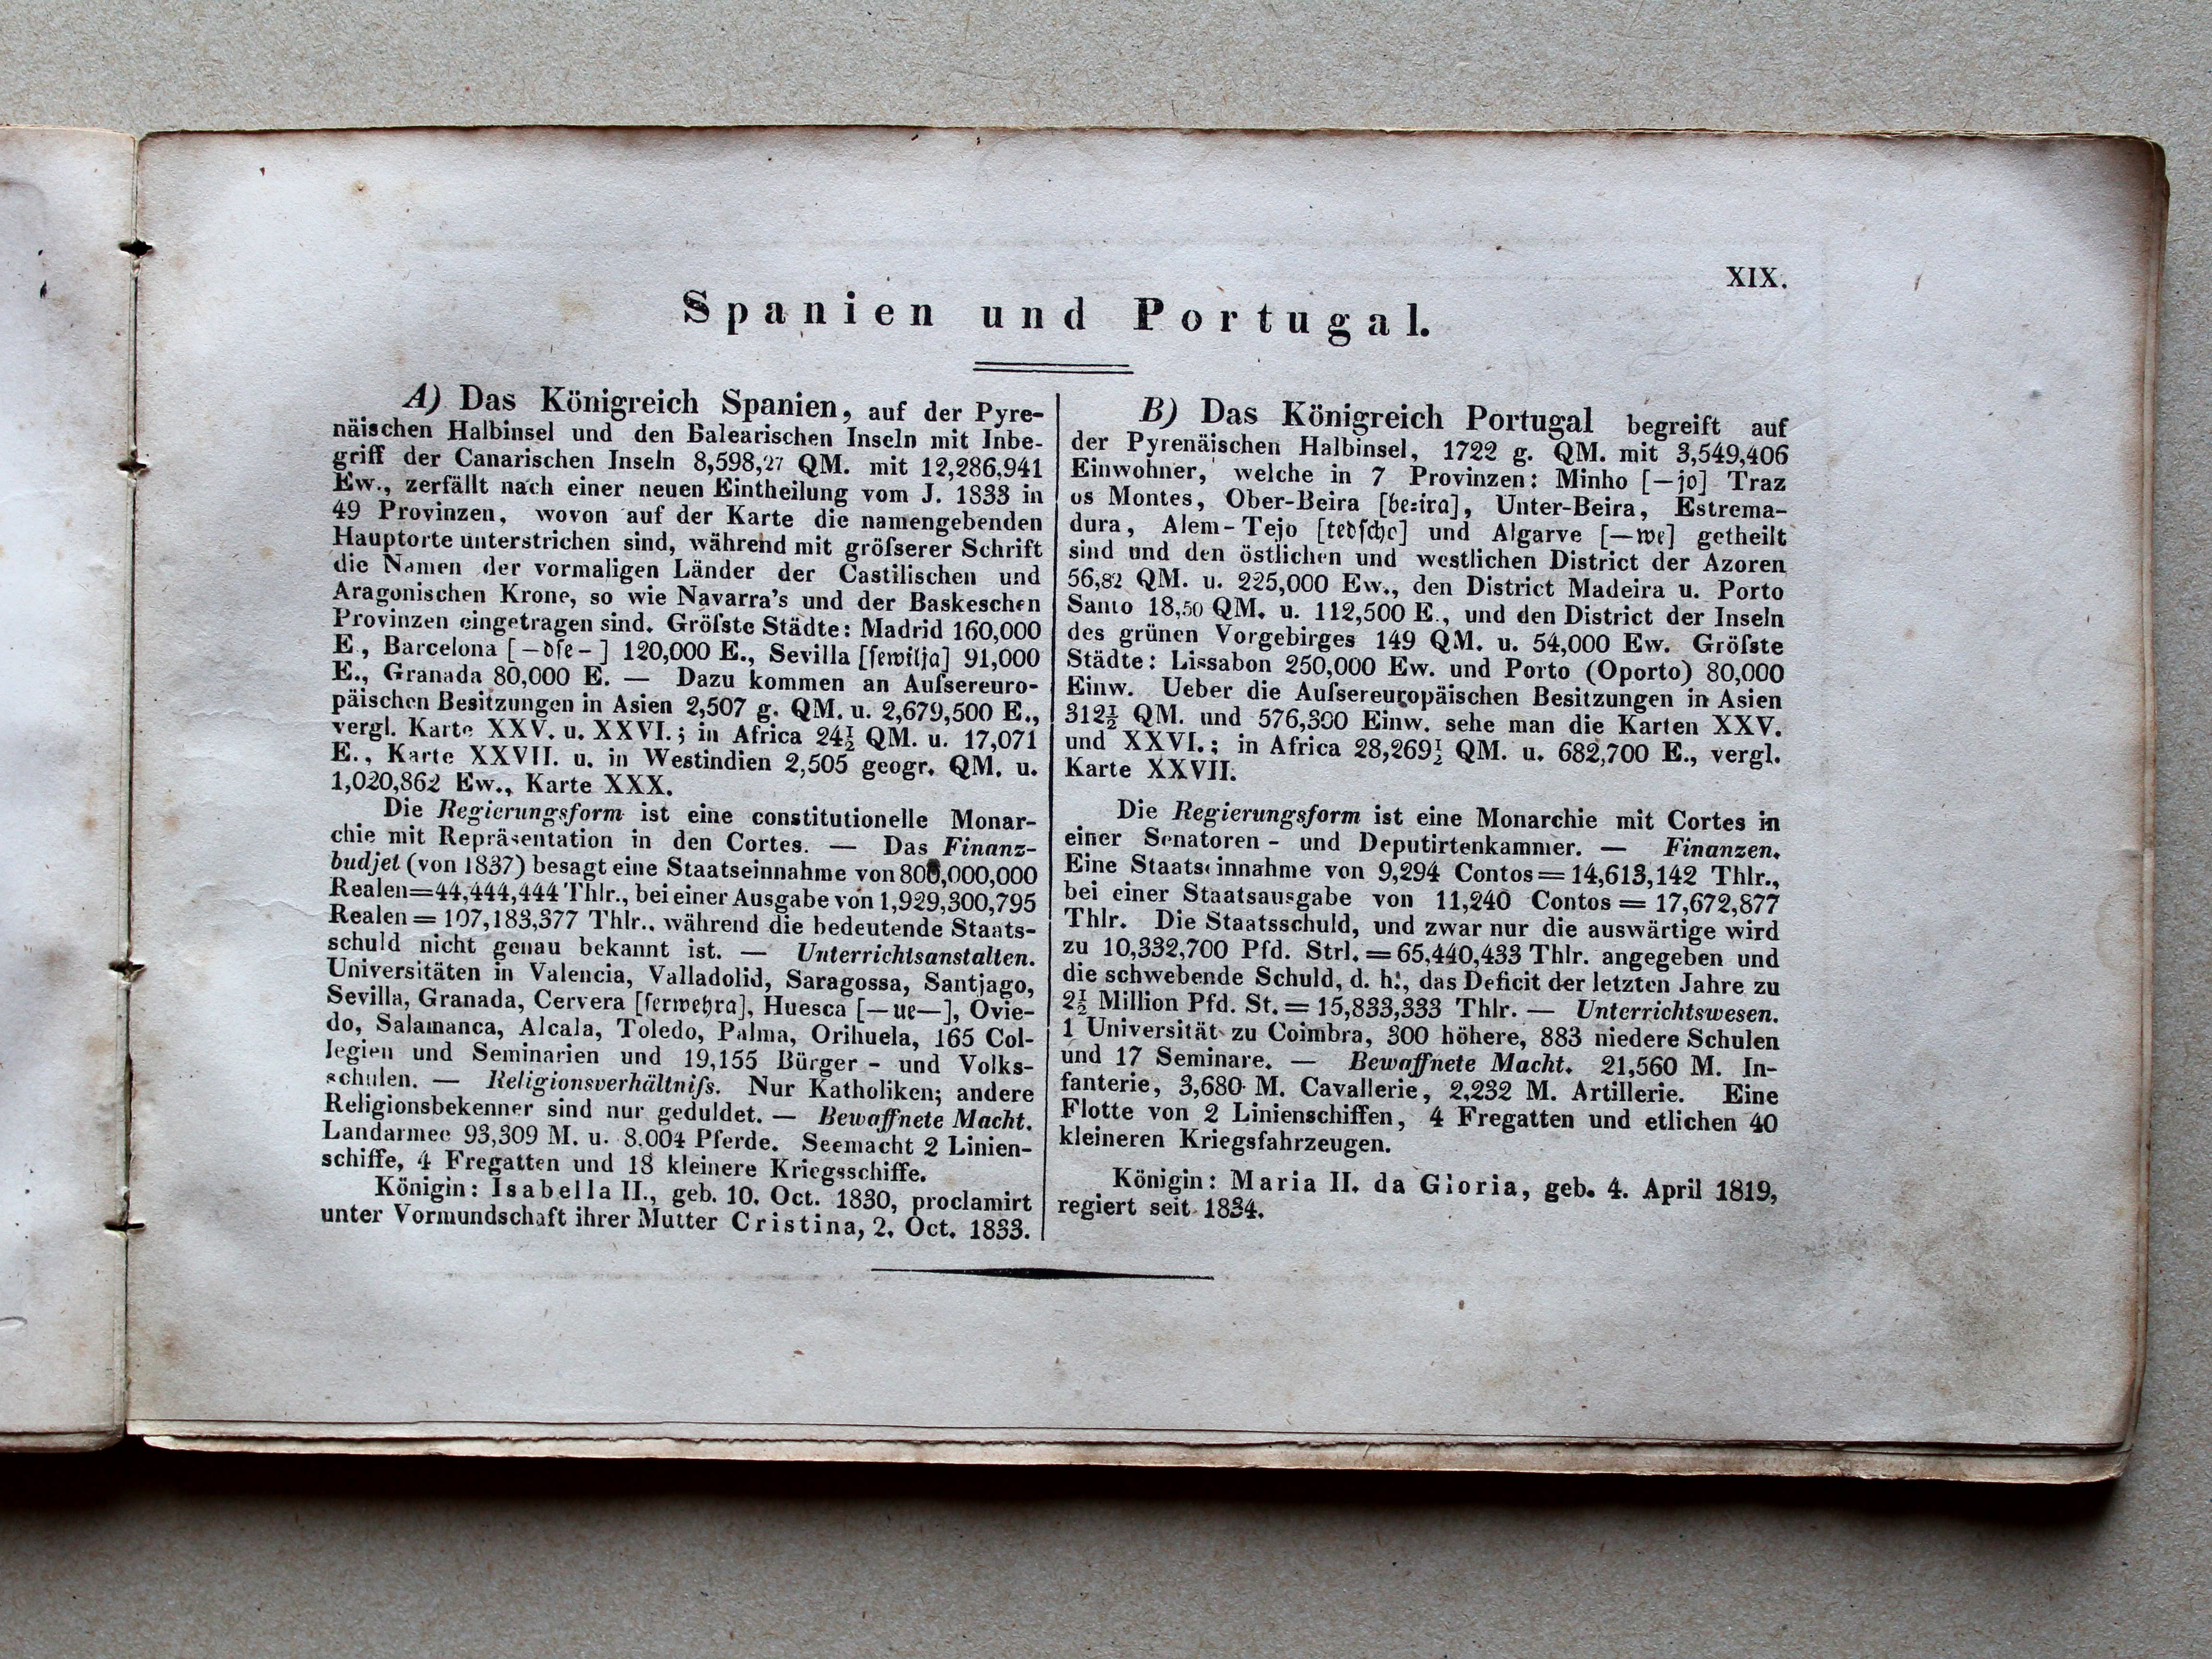 XIX.
Spanien und Portugal.
A) Das Königreich Spanien, auf der Pyre-
näischen Halbinsel und den Balearischen Inseln mit Inbe-
griff der Canarischen Inseln 8,598,27 QM. mit 12,286,941
Ew., zerfällt nach einer neuen Eintheilung vom J. 1833 in
49 Provinzen, wovon auf der Karte die namengebenden
Hauptorte unterstrichen sind, während mit gröſserer Schrift
die Namen der vormaligen Länder der Castilischen und
Aragonischen Krone, so wie Navarra's und der Baskeschen
Provinzen eingetragen sind. Gröſste Städte: Madrid 160,000
E., Barcelona [—dſe-] 120,000 E., Sevilla [ſewilja] 91,000
E., Granada 80,000 E. — Dazu kommen an Auſsereuro-
päischen Besitzungen in Asien 2,507 g. QM. u. 2,679,500 E.,
vergl. Karte XXV. u. XXVI.; in Africa 24½ QM. u. 17,071
E., Karte XXVII. u. in Westindien 2,505 geogr. QM. u.
1,020,862 Ew., Karte XXX.
Die Regierungsform ist eine constitutionelle Monar-
chie mit Repräsentation in den Cortes. — Das Finanz-
budjet (von 1837) besagt eine Staatseinnahme von 800,000,000
Realen=44,444,444 Thlr., bei einer Ausgabe von 1,929,300,795
Realen = 107,183,377 Thlr., während die bedeutende Staats-
schuld nicht genau bekannt ist. — Unterrichtsanstalten.
Universitäten in Valencia, Valladolid, Saragossa, Santjago,
Sevilla, Granada, Cervera [ſerwehra], Huesca [—ue—], Ovie-
do, Salamanca, Alcala, Toledo, Palma, Orihuela, 165 Col-
legien und Seminarien und 19,155 Bürger - und Volks-
schulen. — Religionsverhältniſs. Nur Katholiken; andere
Religionsbekenner sind nur geduldet. — Bewaffnete Macht.
Landarmee 93,309 M. u. 8,004 Pferde. Seemacht 2 Linien-
schiffe, 4 Fregatten und 18 kleinere Kriegsschiffe.
Königin: Isabella II., geb. 10. Oct. 1830, proclamirt
unter Vormundschaft ihrer Mutter Cristina, 2. Oct. 1833.
B) Das Königreich Portugal begreift auf
der Pyrenäischen Halbinsel, 1722 g. QM. mit 3,549,406
Einwohner, welche in 7 Provinzen: Minho [—jo] Traz
os Montes, Ober-Beira [be=ira], Unter-Beira, Estrema-
dura, Alem-Tejo [tedſche] und Algarve [—we] getheilt
sind und den östlichen und westlichen District der Azoren
56,82 QM. u. 225,000 Ew., den District Madeira u. Porto
Santo 18,50 QM. u. 112,500 E., und den District der Inseln
des grünen Vorgebirges 149 QM. u. 54,000 Ew. Gröſste
Städte: Lissabon 250,000 Ew. und Porto (Oporto) 80,000
Einw. Ueber die Auſsereuropäischen Besitzungen in Asien
312½ QM. und 576,300 Einw. sehe man die Karten XXV.
und XXVI.; in Africa 28,269½ QM. u. 682,700 E., vergl.
Karte XXVII.
Die Regierungsform ist eine Monarchie mit Cortes in
einer Senatoren - und Deputirtenkammer. — Finanzen.
Eine Staatseinnahme von 9,294 Contos=14,613,142 Thlr.,
bei einer Staatsausgabe von 11,240 Contos = 17,672,877
Thlr. Die Staatsschuld, und zwar nur die auswärtige wird
zu 10,332,700 Pfd. Strl. = 65,440,433 Thlr. angegeben und
die schwebende Schuld, d. h., das Deficit der letzten Jahre zu
2½ Million Pfd. St. = 15,833,333 Thlr. — Unterrichtswesen.
1 Universität zu Coimbra, 300 höhere, 883 niedere Schulen
und 17 Seminare. — Bewaffnete Macht. 21,560 M. In-
fanterie, 3,680 M. Cavallerie, 2,232 M. Artillerie. Eine
Flotte von 2 Linienschiffen, 4 Fregatten und etlichen 40
kleineren Kriegsfahrzeugen.
Königin: Maria II. da Gloria, geb. 4. April 1819,
regiert seit 1834.